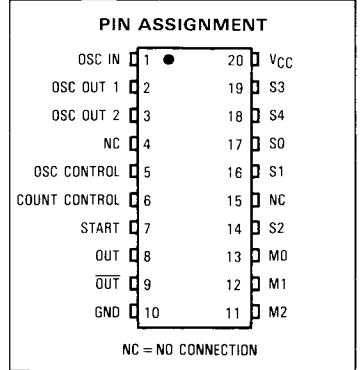 PIN ASSIGNMENT
OSC IN 1 20 VCC
OSC OUT 1 2 19 S3
OSC OUT 2 3 18 S4
NC 4 17 S0
OSC CONTROL 5 16 S1
COUNT CONTROL 6 15 NC
START 7 14 S2
OUT 8 13 M0
O̅U̅T̅ 9 12 M1
GND 10 11 M2
NC = NO CONNECTION